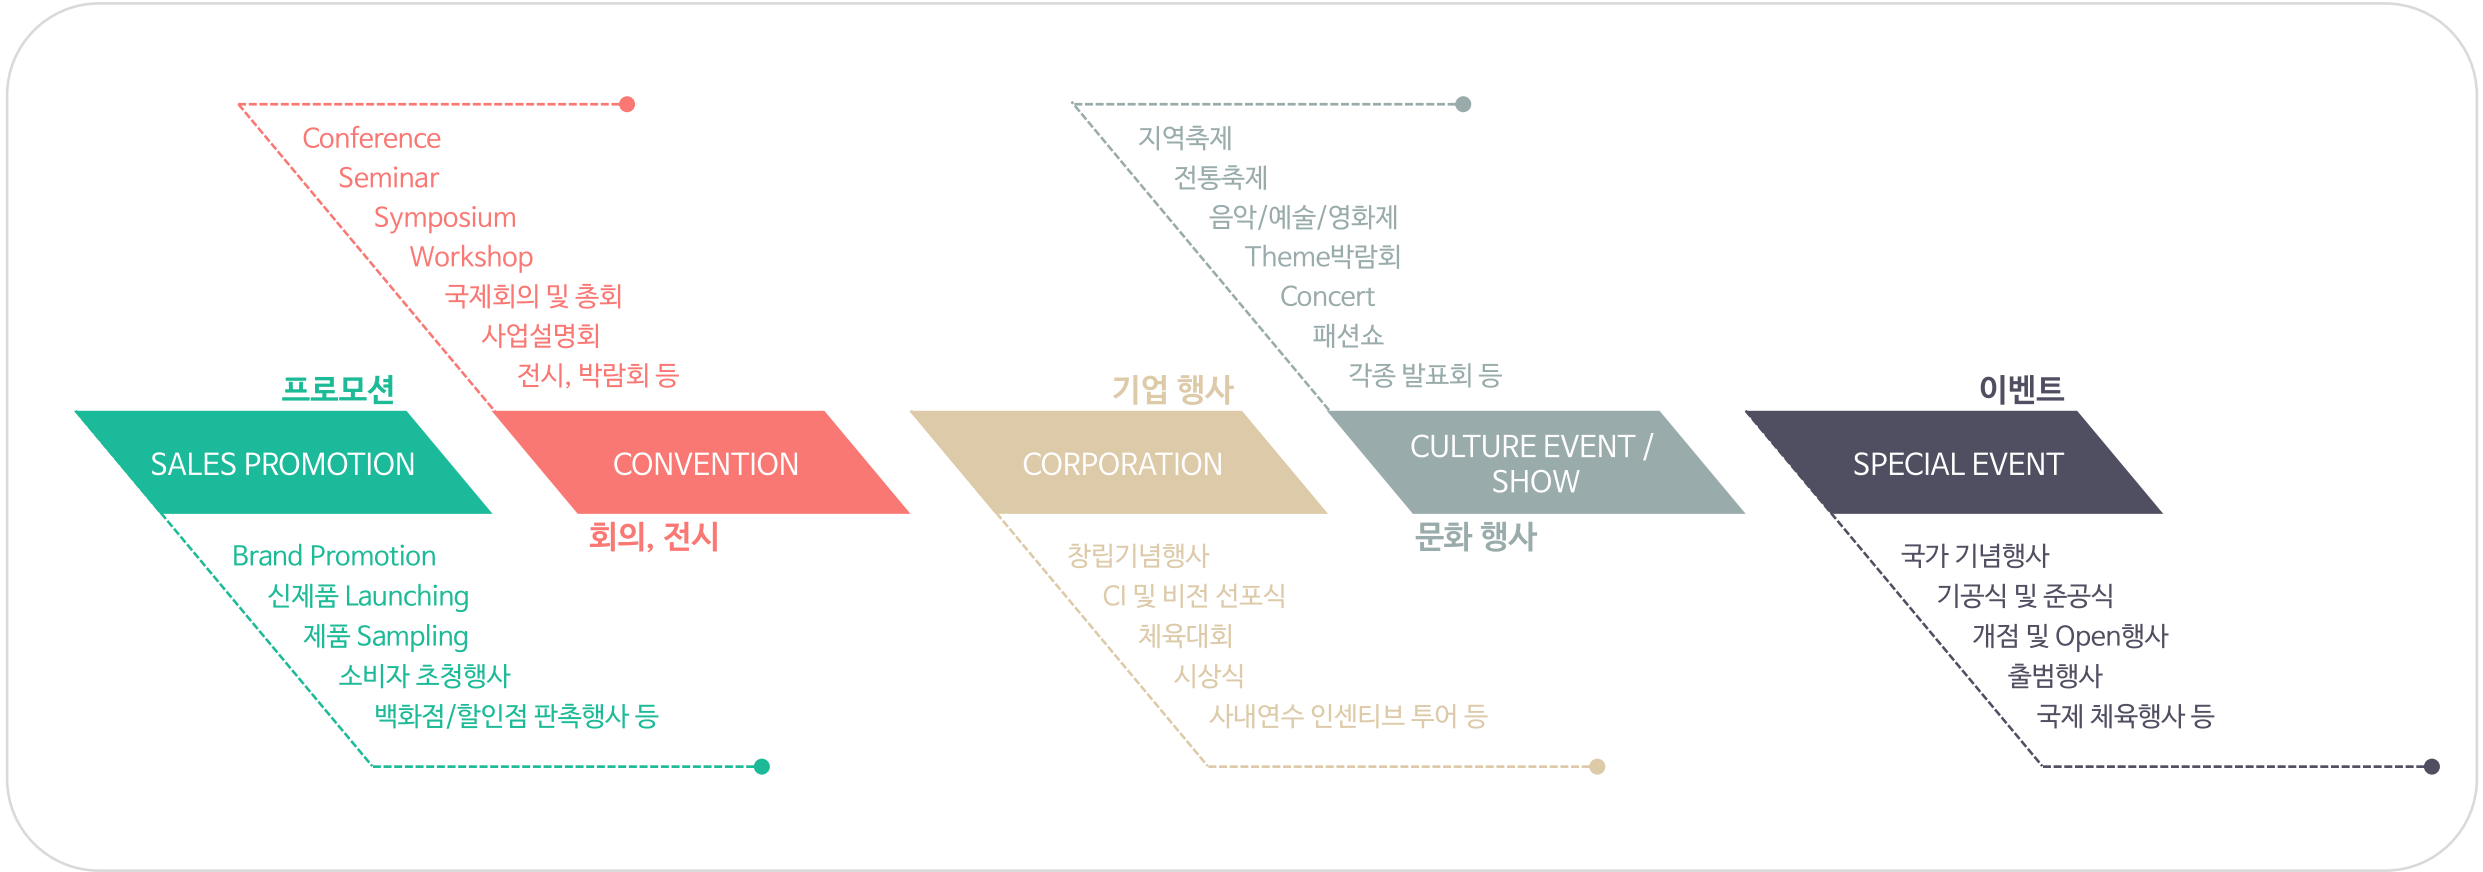 프로모션
SALES PROMOTION
Brand Promotion
신제품 Launching
제품 Sampling
소비자 초청행사
백화점/할인점 판촉행사 등
Conference
Seminar
Symposium
Workshop
국제회의 및 총회
사업설명회
전시, 박람회 등
CONVENTION
회의, 전시
기업 행사
CORPORATION
창립기념행사
CI 및 비전 선포식
체육대회
시상식
사내연수 인센티브 투어 등
지역축제
전통축제
음악/예술/영화제
Theme박람회
Concert
패션쇼
각종 발표회 등
CULTURE EVENT /
SHOW
문화 행사
이벤트
SPECIAL EVENT
국가 기념행사
기공식 및 준공식
개점 및 Open행사
출범행사
국제 체육행사 등